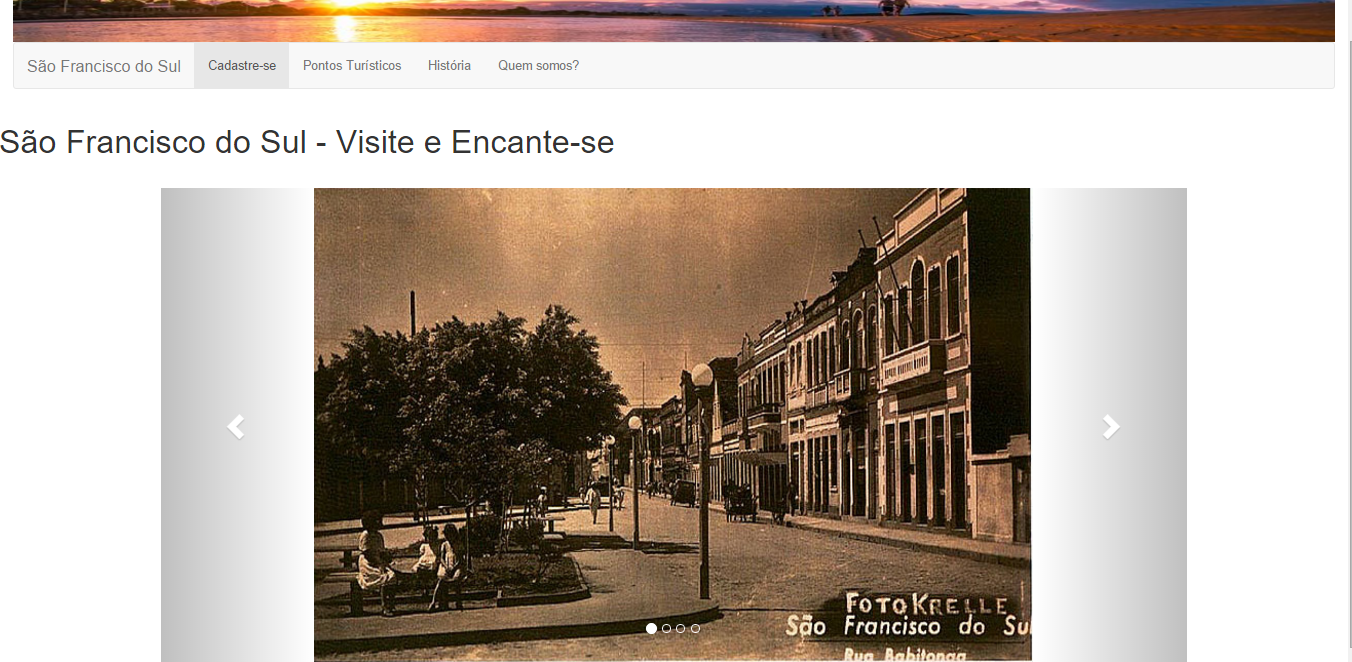 São Francisco do Sul Cadastre-se Pontos Turísticos História Quem somos?
São Francisco do Sul - Visite e Encante-se
FOTO KRELLE
São Francisco do Sul
Rua Babitonga